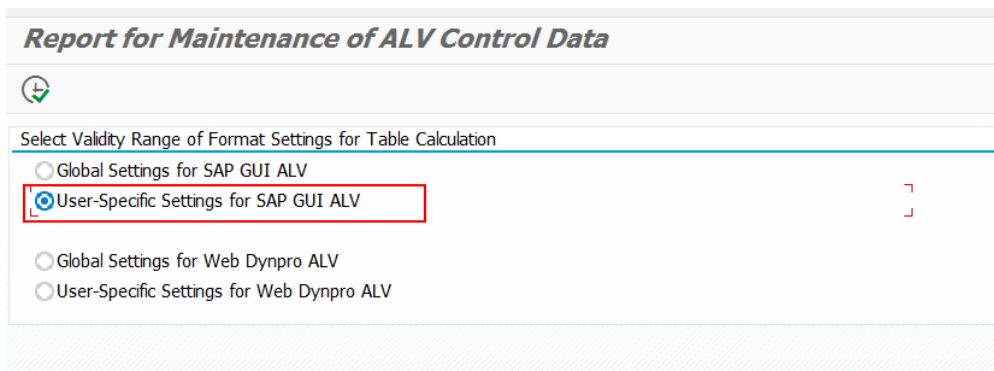 Report for Maintenance of ALV Control Data
Select Validity Range of Format Settings for Table Calculation
Global Settings for SAP GUI ALV
User-Specific Settings for SAP GUI ALV
Global Settings for Web Dynpro ALV
User-Specific Settings for Web Dynpro ALV